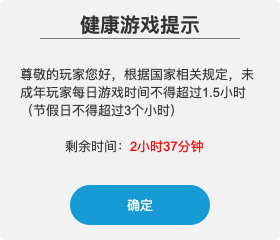 健康游戏提示
尊敬的玩家您好，根据国家相关规定，未
成年玩家每日游戏时间不得超过1.5小时
（节假日不得超过3个小时）
剩余时间：2小时37分钟
确定